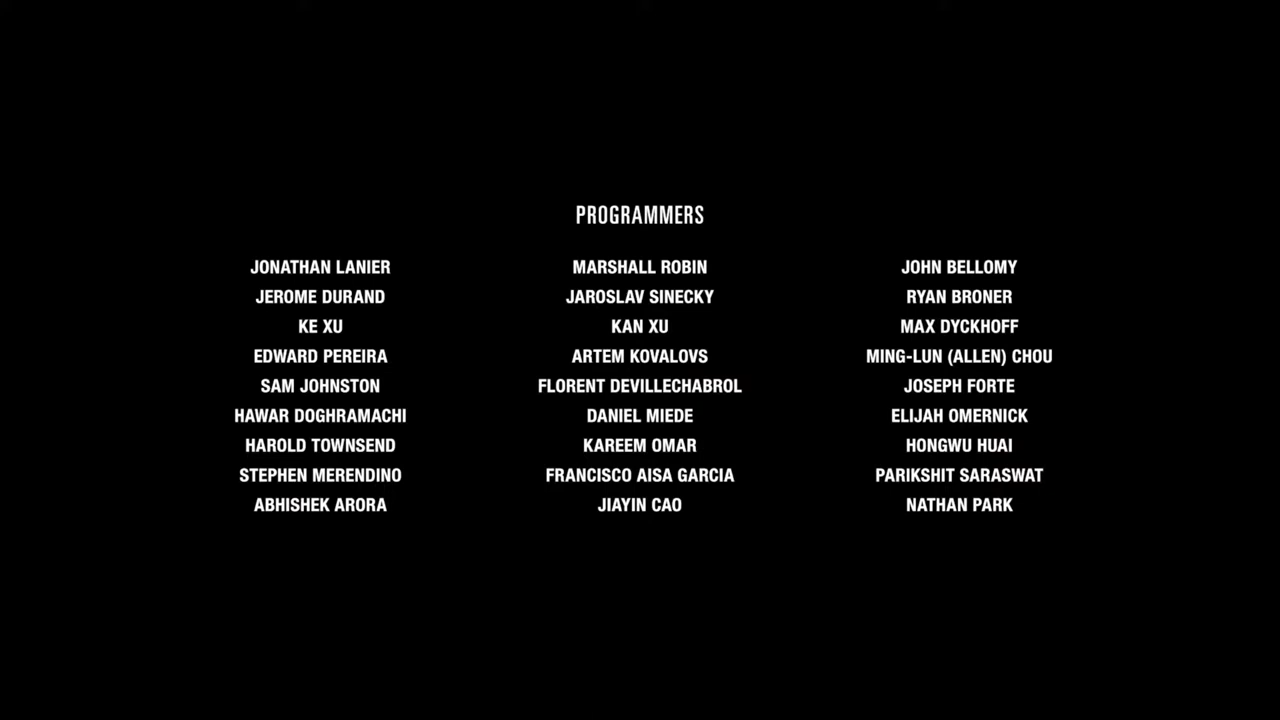 PROGRAMMERS
JONATHAN LANIER MARSHALL ROBIN JOHN BELLOMY
JEROME DURAND JAROSLAV SINECKY RYAN BRONER
KE XU KAN XU MAX DYCKHOFF
EDWARD PEREIRA ARTEM KOVALOVS MING-LUN (ALLEN) CHOU
SAM JOHNSTON FLORENT DEVILLECHABROL JOSEPH FORTE
HAWAR DOGHRAMACHI DANIEL MIEDE ELIJAH OMERNICK
HAROLD TOWNSEND KAREEM OMAR HONGWU HUAI
STEPHEN MERENDINO FRANCISCO AISA GARCIA PARIKSHIT SARASWAT
ABHISHEK ARORA JIAYIN CAO NATHAN PARK